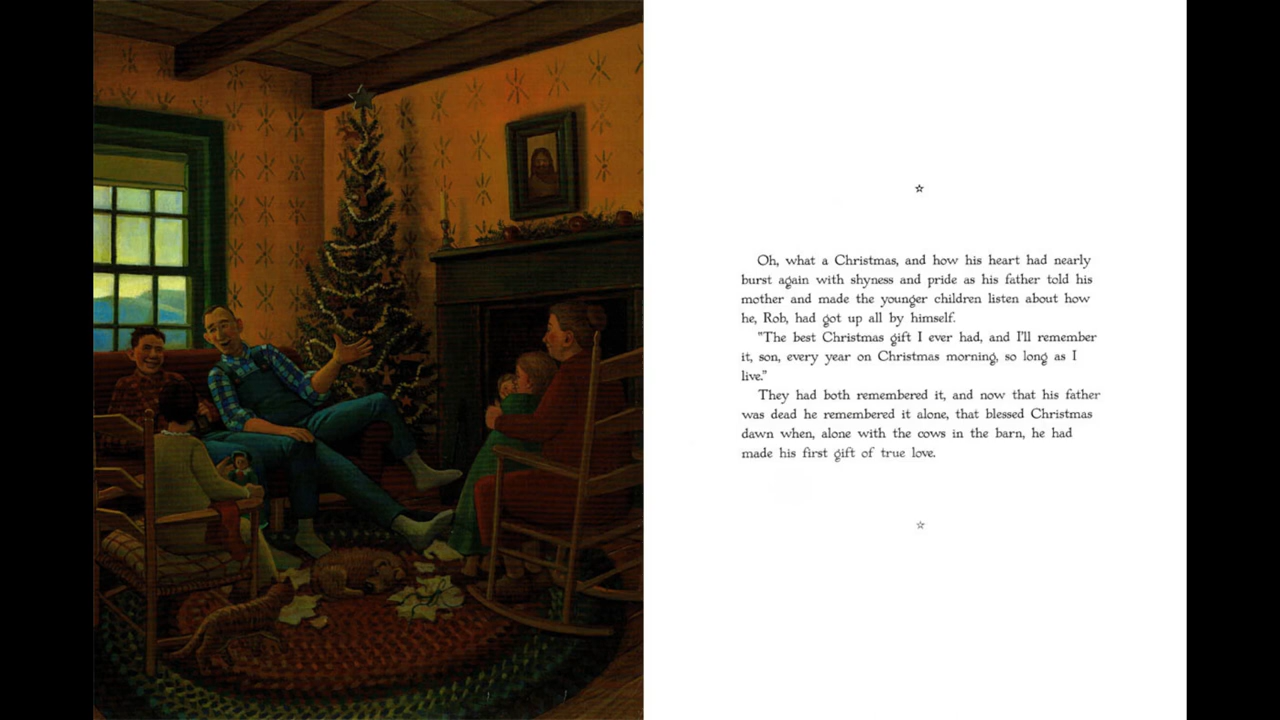 Oh, what a Christmas, and how his heart had nearly
burst again with shyness and pride as his father told his
mother and made the younger children listen about how
he, Rob, had got up all by himself.
"The best Christmas gift I ever had, and I'll remember
it, son, every year on Christmas morning, so long as I
live."
They had both remembered it, and now that his father
was dead he remembered it alone, that blessed Christmas
dawn when, alone with the cows in the barn, he had
made his first gift of true love.